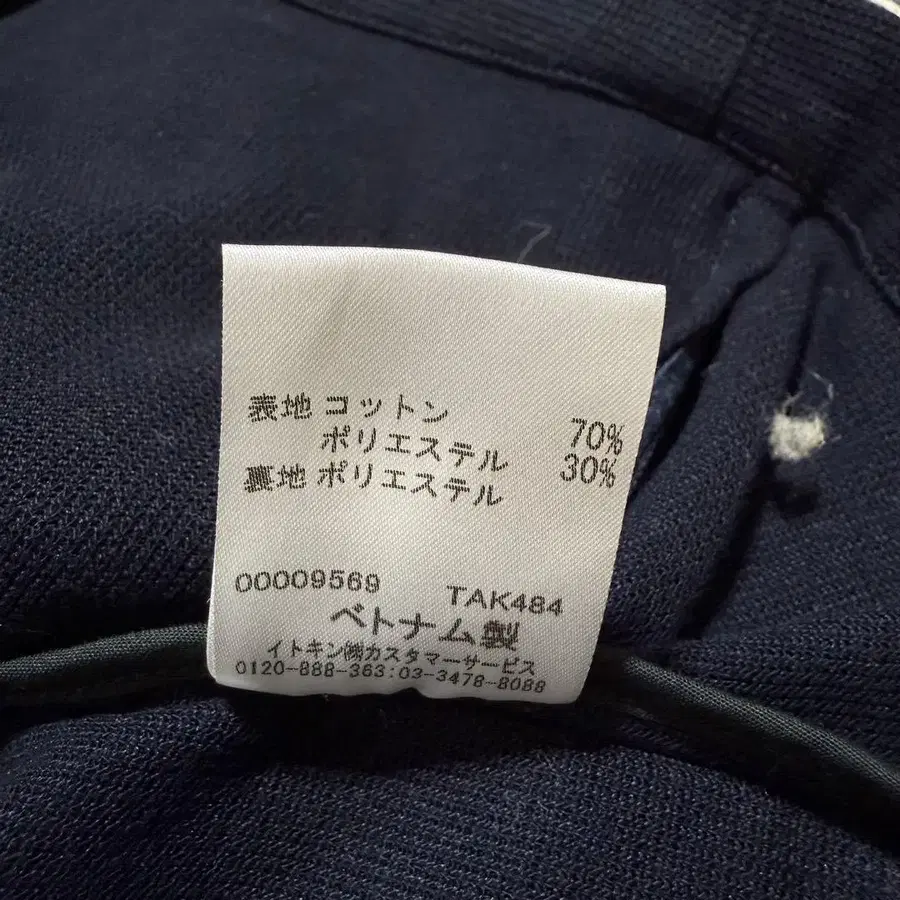 表地 コットン 70%
ポリエステル 30%
裏地 ポリエステル
00009569 TAK484
ベトナム製
イトキン㈱カスタマーサービス
0120-888-363:03-3478-8088